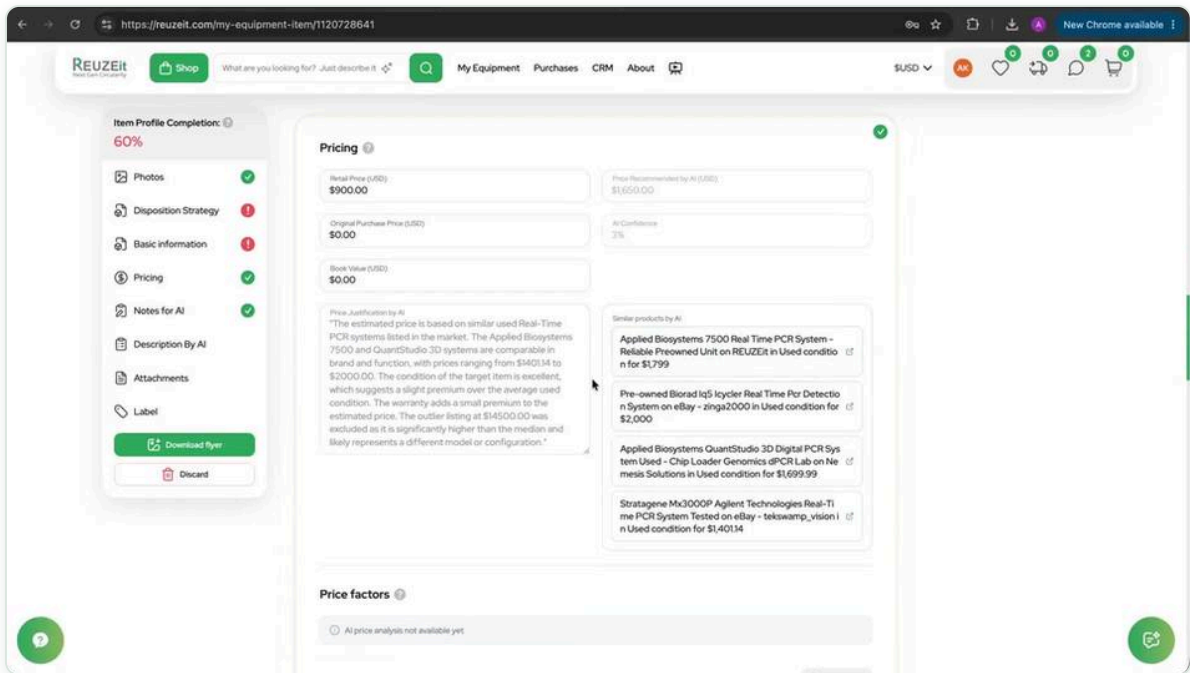 https://reuzeit.com/my-equipment-item/1120728641
New Chrome available
REUZEit
Next Gen Circularity
Shop
What are you looking for? Just describe it
My Equipment
Purchases
CRM
About
$USD
AK
0
0
2
0
Item Profile Completion:
60%
Photos
Disposition Strategy
Basic information
Pricing
Notes for AI
Description By AI
Attachments
Label
Download flyer
Discard
Pricing
Retail Price (USD)
$900.00
Price Recommended by AI (USD)
$1,650.00
Original Purchase Price (USD)
$0.00
AI Confidence
3%
Book Value (USD)
$0.00
Price Justification by AI
"The estimated price is based on similar used Real-Time
PCR systems listed in the market. The Applied Biosystems
7500 and QuantStudio 3D systems are comparable in
brand and function, with prices ranging from $1401.14 to
$2000.00. The condition of the target item is excellent,
which suggests a slight premium over the average used
condition. The warranty adds a small premium to the
estimated price. The outlier listing at $14500.00 was
excluded as it is significantly higher than the median and
likely represents a different model or configuration."
Similar products by AI
Applied Biosystems 7500 Real Time PCR System -
Reliable Preowned Unit on REUZEit in Used conditio
n for $1,799
Pre-owned Biorad Iq5 Icycler Real Time Pcr Detectio
n System on eBay - zinga2000 in Used condition for
$2,000
Applied Biosystems QuantStudio 3D Digital PCR Sys
tem Used - Chip Loader Genomics dPCR Lab on Ne
mesis Solutions in Used condition for $1,699.99
Stratagene Mx3000P Agilent Technologies Real-Ti
me PCR System Tested on eBay - tekswamp_vision i
n Used condition for $1,401.14
Price factors
AI price analysis not available yet